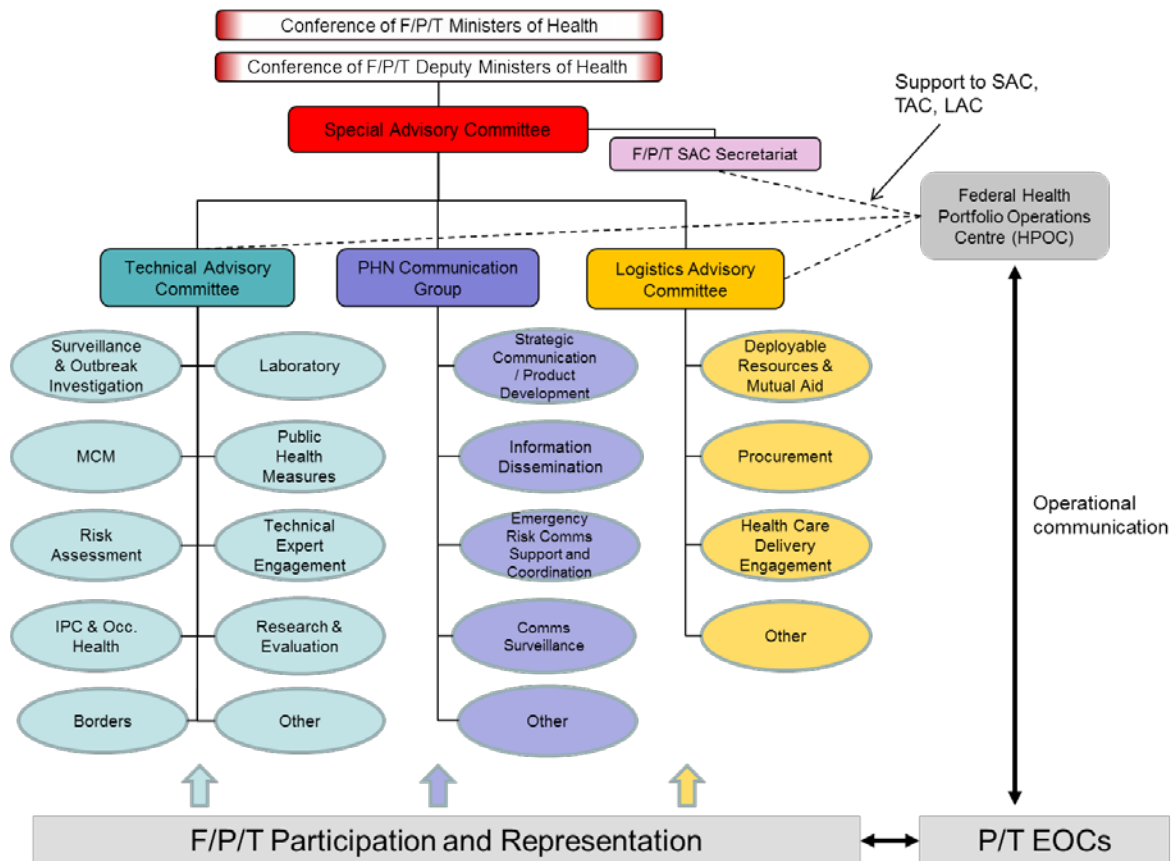 Conference of F/P/T Ministers of Health
Conference of F/P/T Deputy Ministers of Health
Support to SAC,
TAC, LAC
Special Advisory Committee
F/P/T SAC Secretariat
Federal Health
Portfolio Operations
Centre (HPOC)
Technical Advisory
Committee
PHN Communication
Group
Logistics Advisory
Committee
Surveillance
& Outbreak
Investigation
Laboratory
Strategic
Communication
/ Product
Development
Deployable
Resources &
Mutual Aid
MCM
Public
Health
Measures
Information
Dissemination
Procurement
Operational
communication
Risk
Assessment
Technical
Expert
Engagement
Emergency
Risk Comms
Support and
Coordination
Health Care
Delivery
Engagement
IPC & Occ.
Health
Research &
Evaluation
Comms
Surveillance
Other
Borders
Other
Other
F/P/T Participation and Representation
P/T EOCs